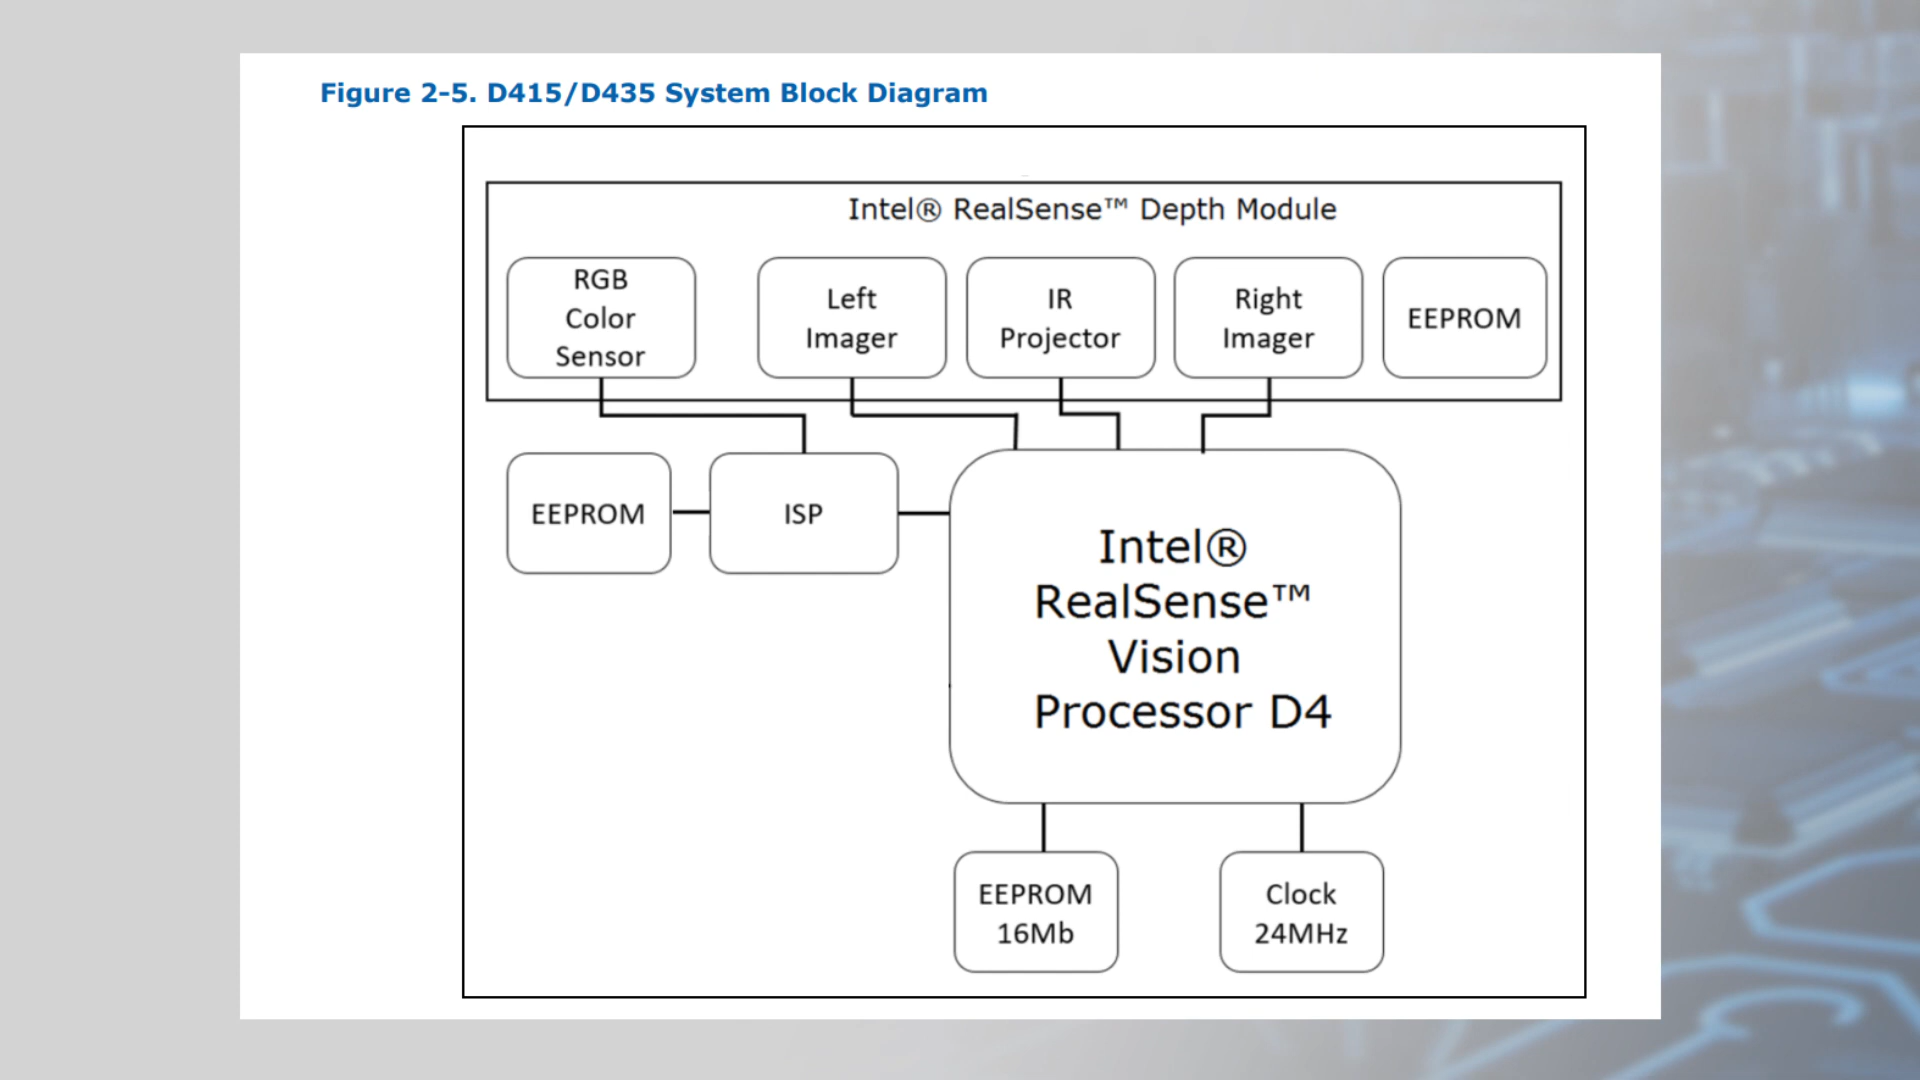 Figure 2-5. D415/D435 System Block Diagram
Intel® RealSense™ Depth Module
RGB
Color
Sensor
Left
Imager
IR
Projector
Right
Imager
EEPROM
EEPROM
ISP
Intel®
RealSense™
Vision
Processor D4
EEPROM
16Mb
Clock
24MHz